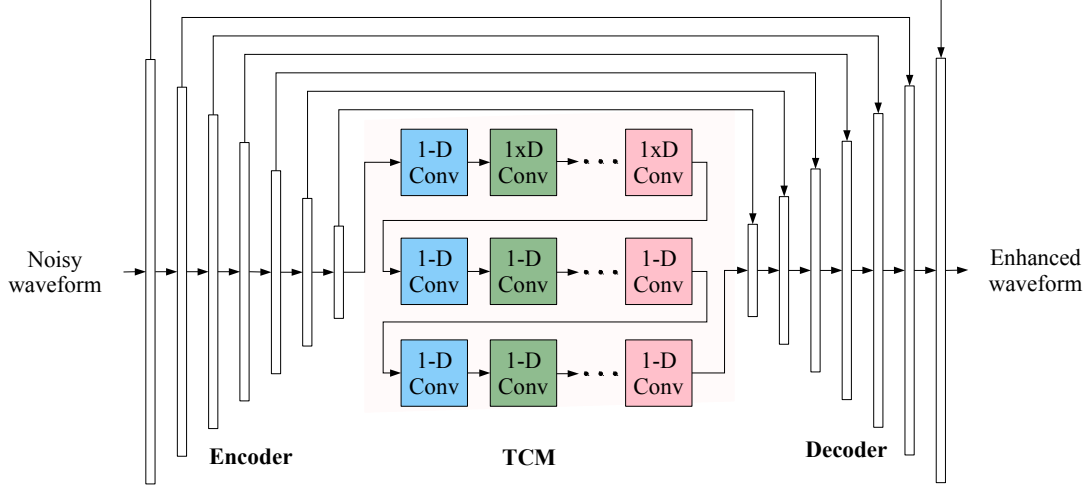 1-D
Conv
1xD
Conv
. . .
1xD
Conv
Noisy
waveform
1-D
Conv
1-D
Conv
. . .
1-D
Conv
Enhanced
waveform
1-D
Conv
1-D
Conv
. . .
1-D
Conv
Encoder
TCM
Decoder